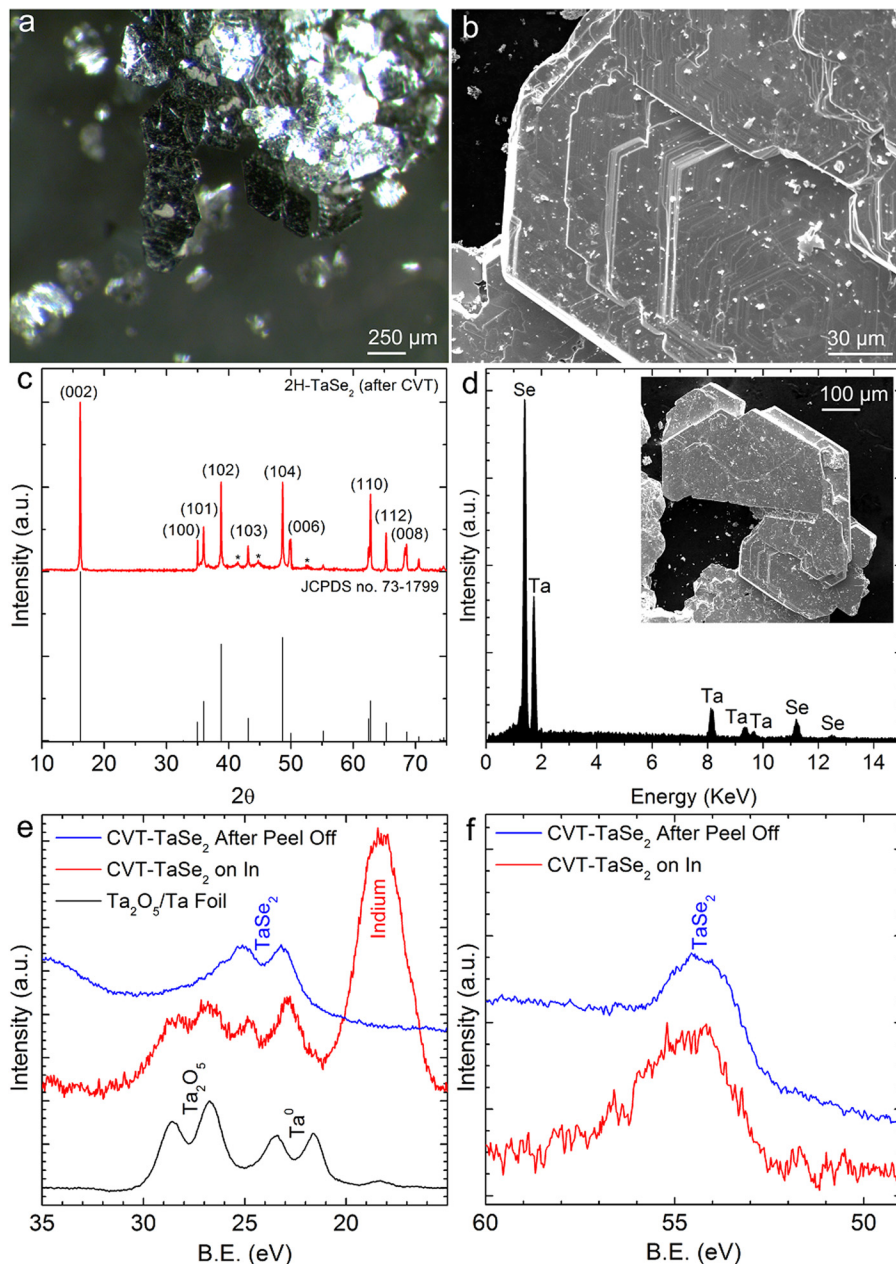 a
250 µm
b
30 µm
c
2H-TaSe₂ (after CVT)
(002)
(102)
(104)
(110)
(101)
(100)
(103)
(006)
(112)
(008)
* * *
JCPDS no. 73-1799
Intensity (a.u.)
10 20 30 40 50 60 70
2θ
d
Se
Ta
Ta
Ta
Ta
Se
Se
100 µm
Intensity (a.u.)
0 2 4 6 8 10 12 14
Energy (KeV)
e
CVT-TaSe₂ After Peel Off
CVT-TaSe₂ on In
Ta₂O₅/Ta Foil
TaSe₂
Indium
Ta₂O₅
Ta⁰
Intensity (a.u.)
35 30 25 20
B.E. (eV)
f
CVT-TaSe₂ After Peel Off
CVT-TaSe₂ on In
TaSe₂
Intensity (a.u.)
60 55 50
B.E. (eV)